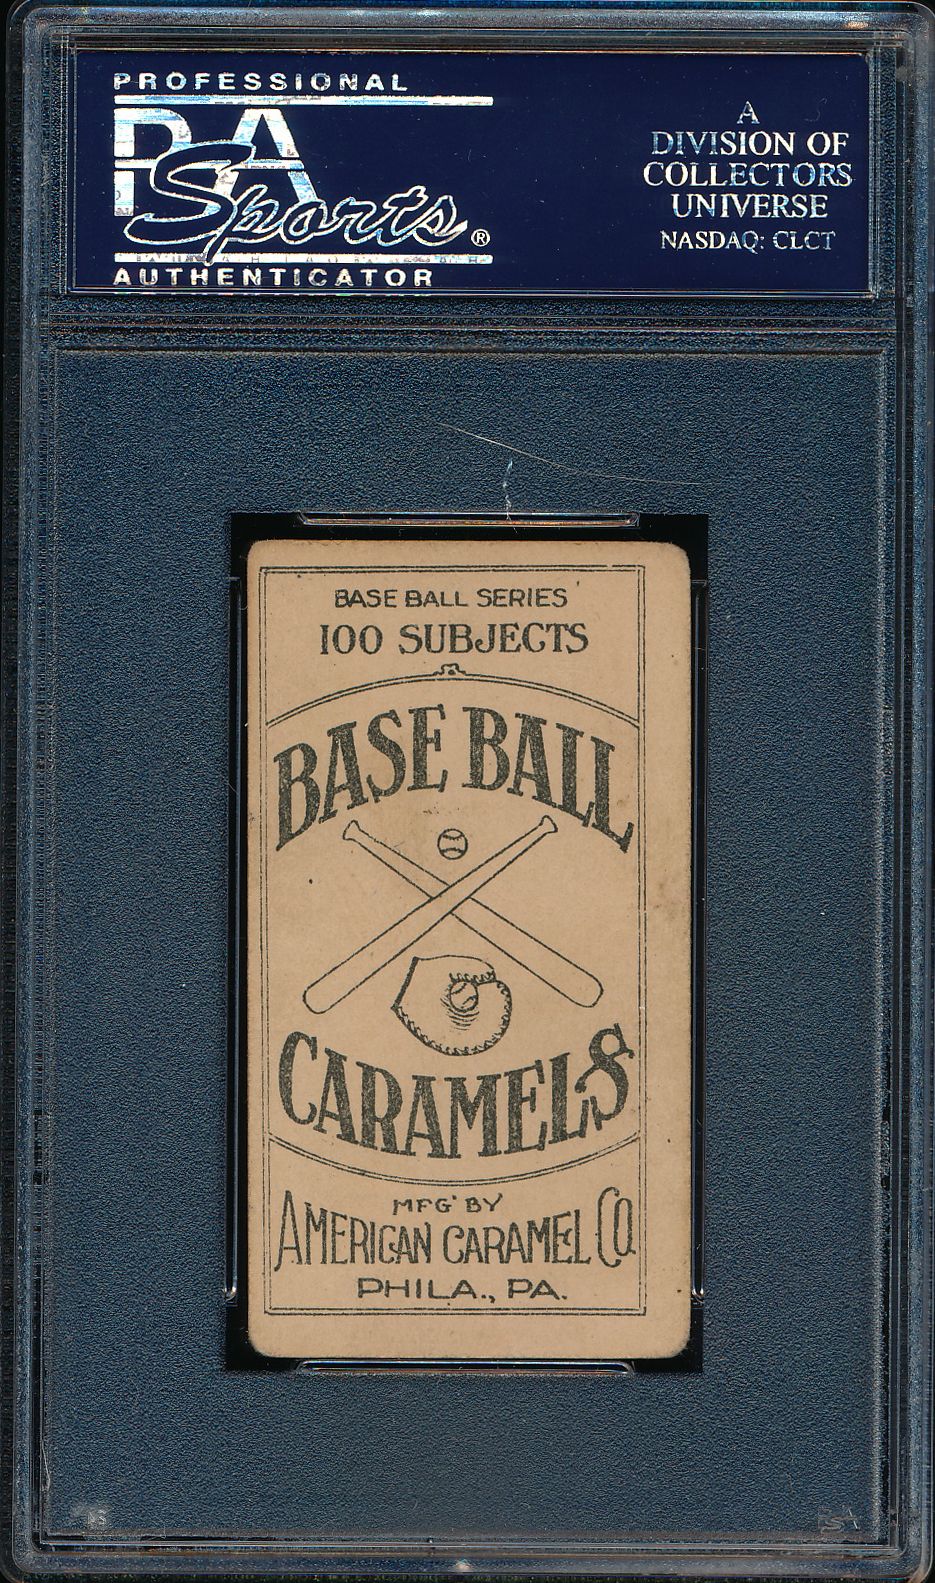 PROFESSIONAL
PSA
Sports®
AUTHENTICATOR
A
DIVISION OF
COLLECTORS
UNIVERSE
NASDAQ: CLCT
BASE BALL SERIES
100 SUBJECTS
BASE BALL
CARAMELS
MFG' BY
AMERICAN CARAMEL CO
PHILA., PA.